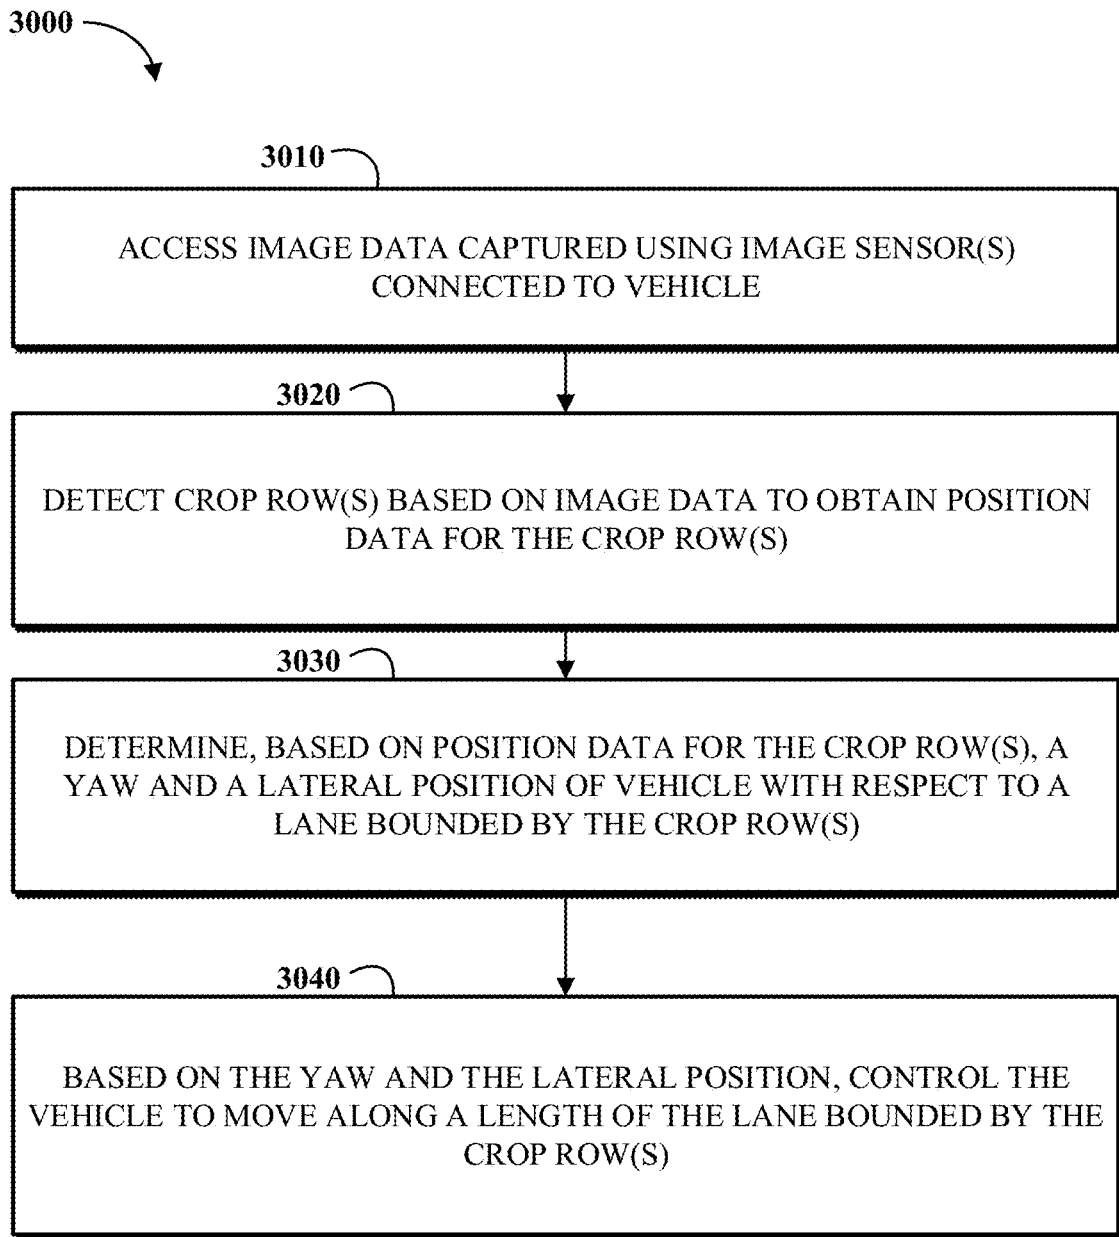 3000
3010
ACCESS IMAGE DATA CAPTURED USING IMAGE SENSOR(S)
CONNECTED TO VEHICLE
3020
DETECT CROP ROW(S) BASED ON IMAGE DATA TO OBTAIN POSITION
DATA FOR THE CROP ROW(S)
3030
DETERMINE, BASED ON POSITION DATA FOR THE CROP ROW(S), A
YAW AND A LATERAL POSITION OF VEHICLE WITH RESPECT TO A
LANE BOUNDED BY THE CROP ROW(S)
3040
BASED ON THE YAW AND THE LATERAL POSITION, CONTROL THE
VEHICLE TO MOVE ALONG A LENGTH OF THE LANE BOUNDED BY THE
CROP ROW(S)